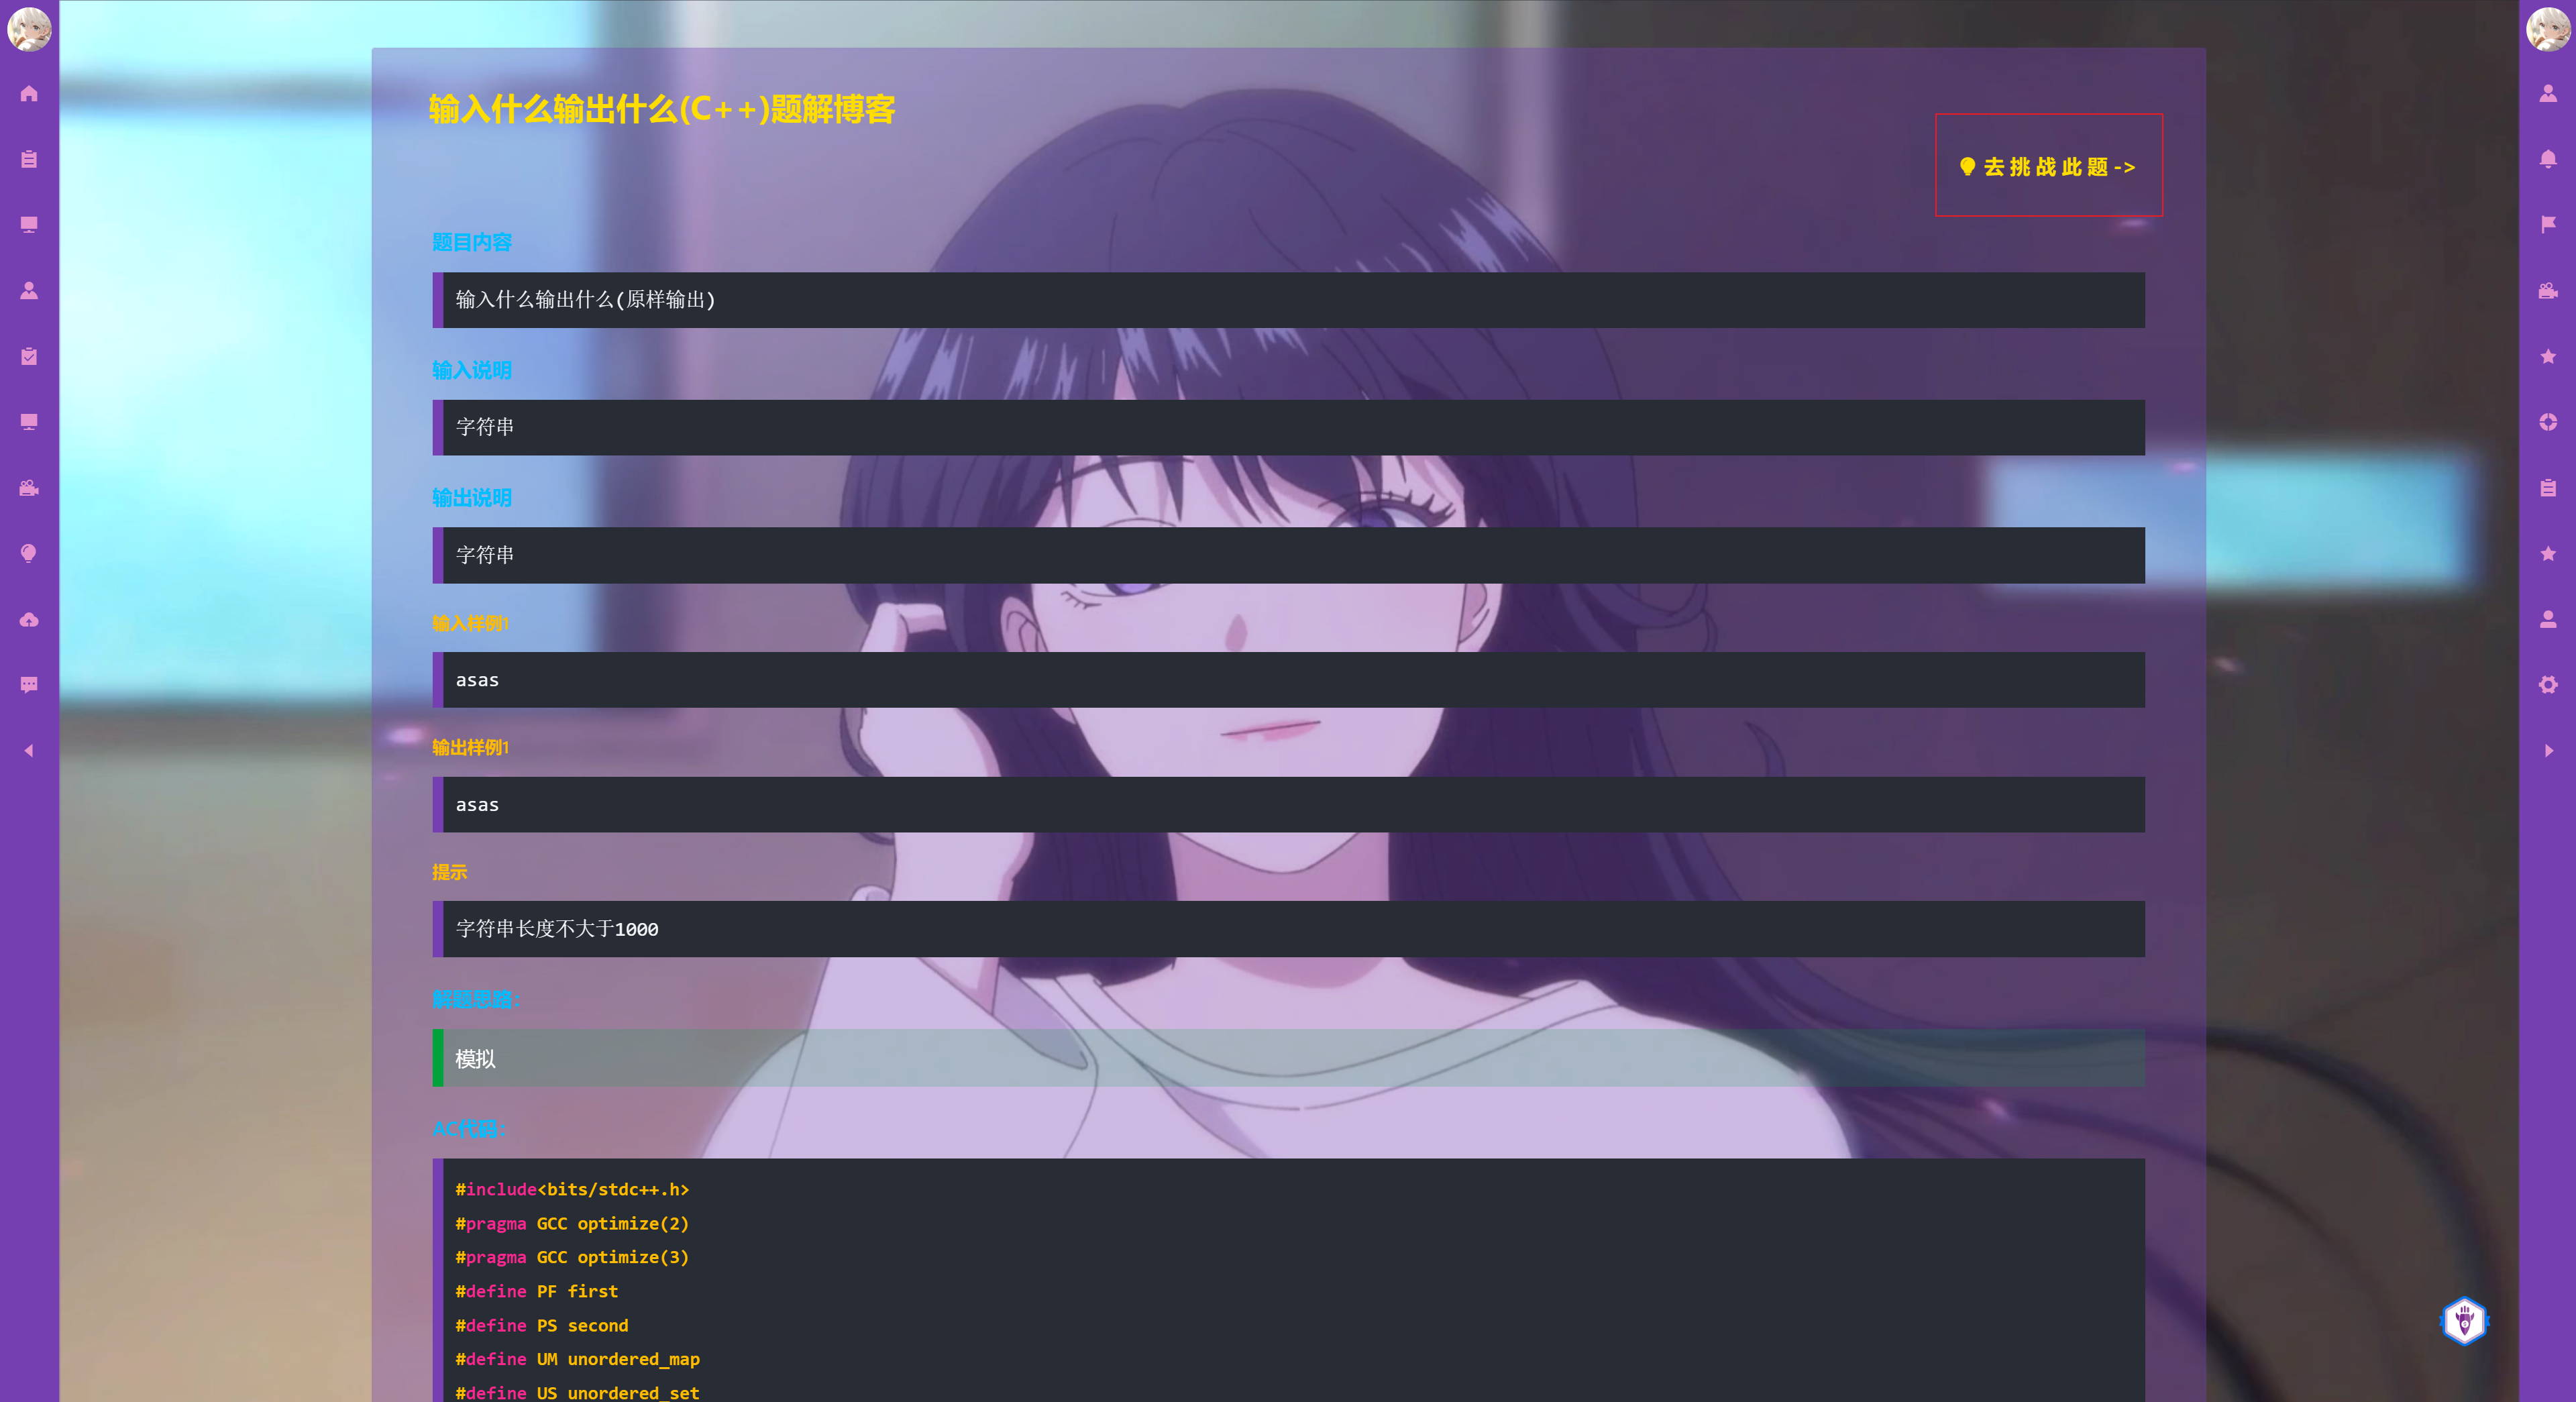 输入什么输出什么(C++)题解博客
去挑战此题->
题目内容
输入什么输出什么(原样输出)
输入说明
字符串
输出说明
字符串
输入样例1
asas
输出样例1
asas
提示
字符串长度不大于1000
解题思路:
模拟
AC代码:
#include<bits/stdc++.h>
#pragma GCC optimize(2)
#pragma GCC optimize(3)
#define PF first
#define PS second
#define UM unordered_map
#define US unordered_set